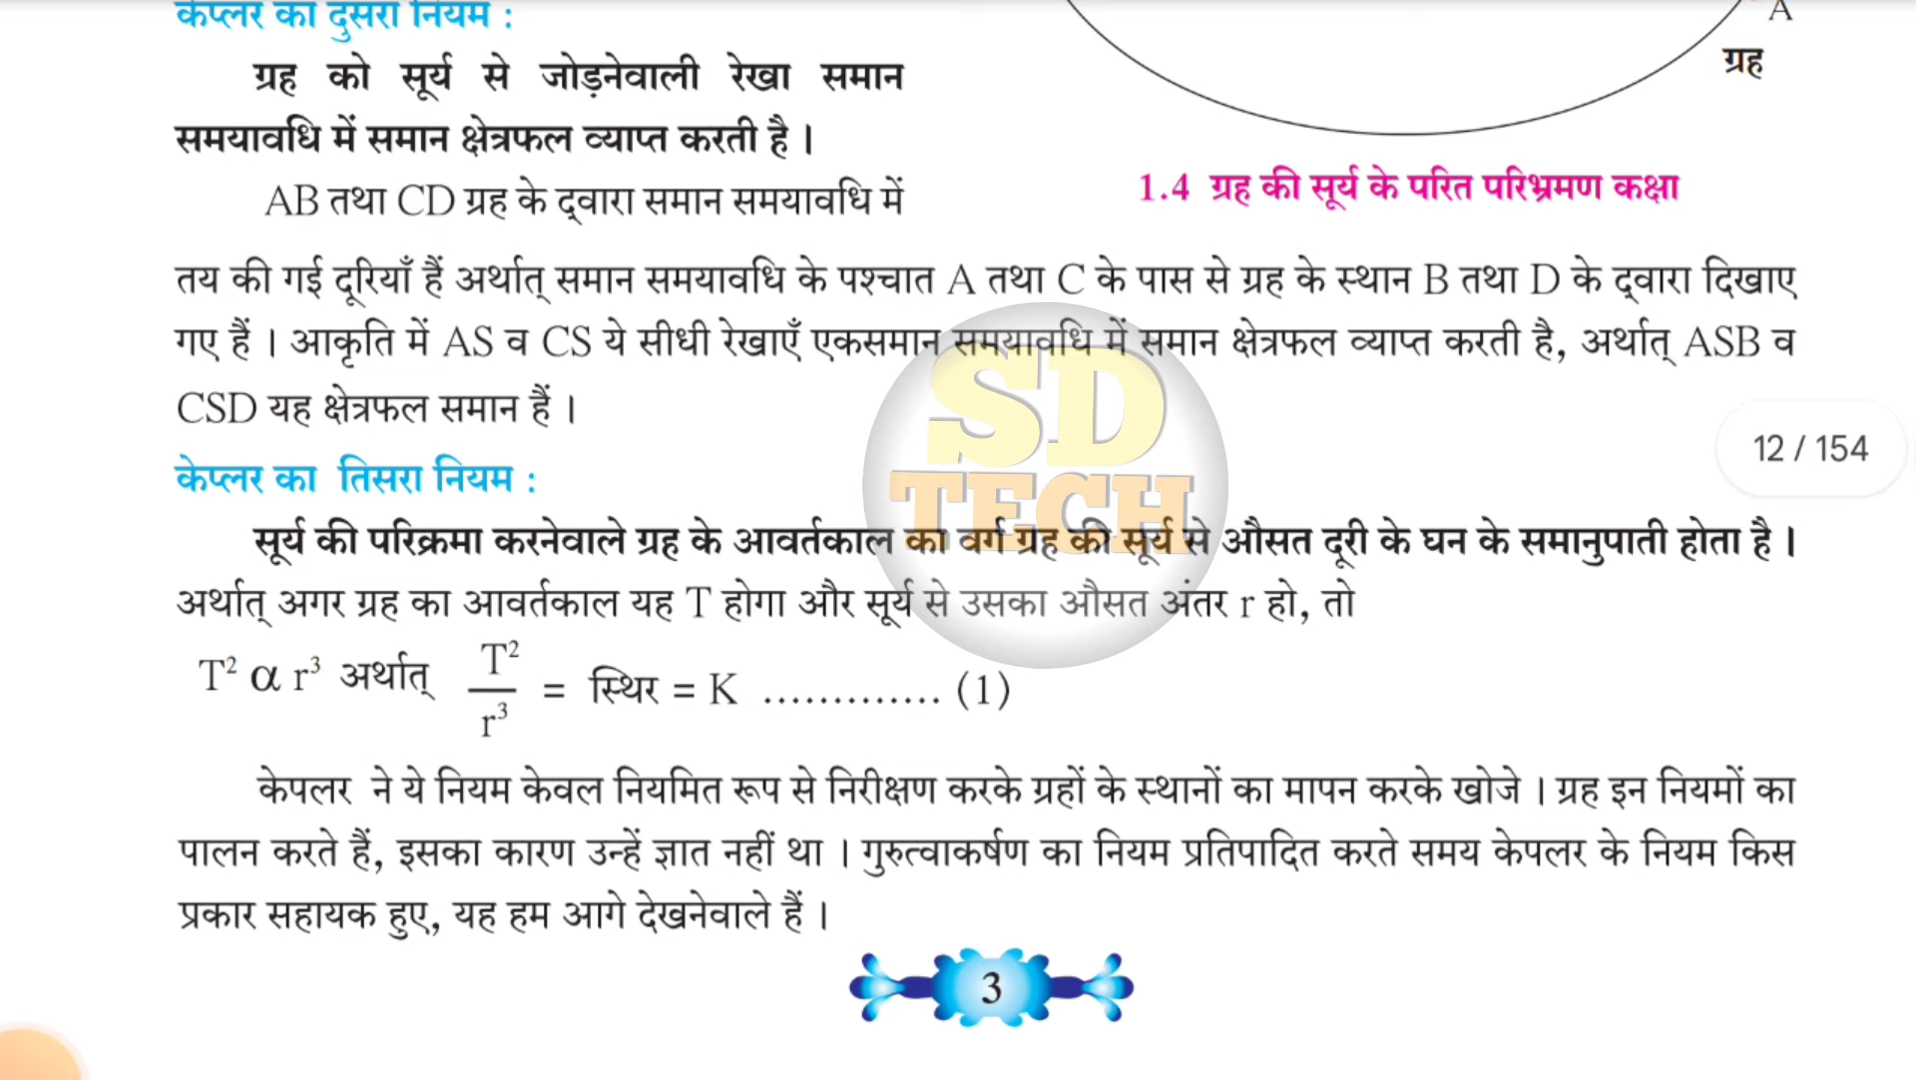 केप्लर का दुसरा नियम :
A
ग्रह
ग्रह को सूर्य से जोड़नेवाली रेखा समान
समयावधि में समान क्षेत्रफल व्याप्त करती है ।
AB तथा CD ग्रह के द्वारा समान समयावधि में
1.4 ग्रह की सूर्य के परित परिभ्रमण कक्षा
तय की गई दूरियाँ हैं अर्थात् समान समयावधि के पश्चात A तथा C के पास से ग्रह के स्थान B तथा D के द्वारा दिखाए
गए हैं । आकृति में AS व CS ये सीधी रेखाएँ एकसमान समयावधि में समान क्षेत्रफल व्याप्त करती है, अर्थात् ASB व
CSD यह क्षेत्रफल समान हैं ।
SD
TECH
12 / 154
केप्लर का तिसरा नियम :
सूर्य की परिक्रमा करनेवाले ग्रह के आवर्तकाल का वर्ग ग्रह की सूर्य से औसत दूरी के घन के समानुपाती होता है ।
अर्थात् अगर ग्रह का आवर्तकाल यह T होगा और सूर्य से उसका औसत अंतर r हो, तो
T² α r³ अर्थात् T²/r³ = स्थिर = K ............. (1)
केपलर ने ये नियम केवल नियमित रूप से निरीक्षण करके ग्रहों के स्थानों का मापन करके खोजे । ग्रह इन नियमों का
पालन करते हैं, इसका कारण उन्हें ज्ञात नहीं था । गुरुत्वाकर्षण का नियम प्रतिपादित करते समय केपलर के नियम किस
प्रकार सहायक हुए, यह हम आगे देखनेवाले हैं ।
3